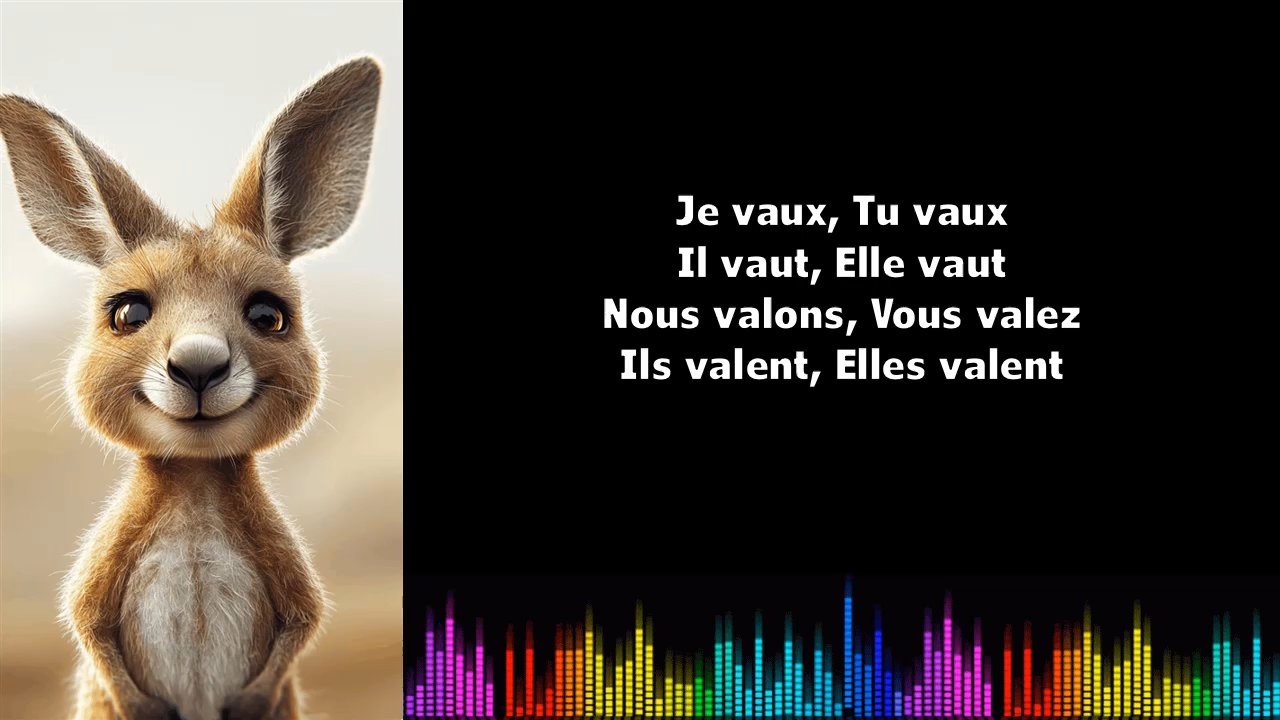 Je vaux, Tu vaux
Il vaut, Elle vaut
Nous valons, Vous valez
Ils valent, Elles valent